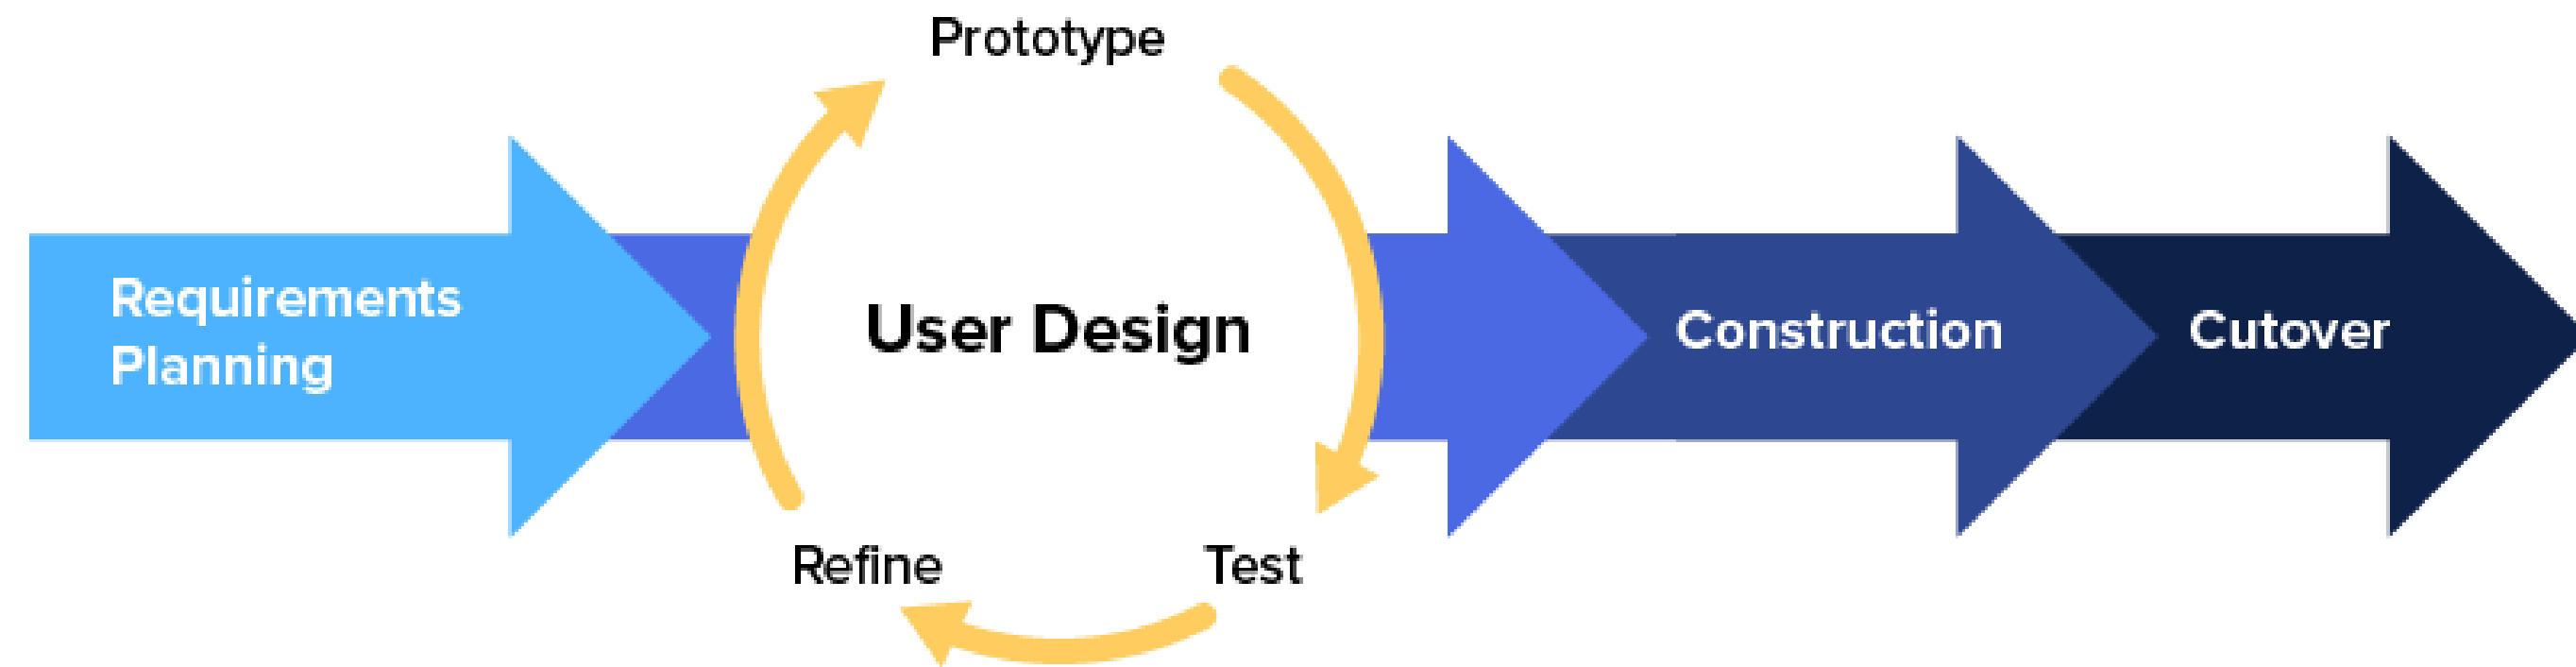 Prototype
Requirements
Planning
User Design
Construction
Cutover
Refine
Test